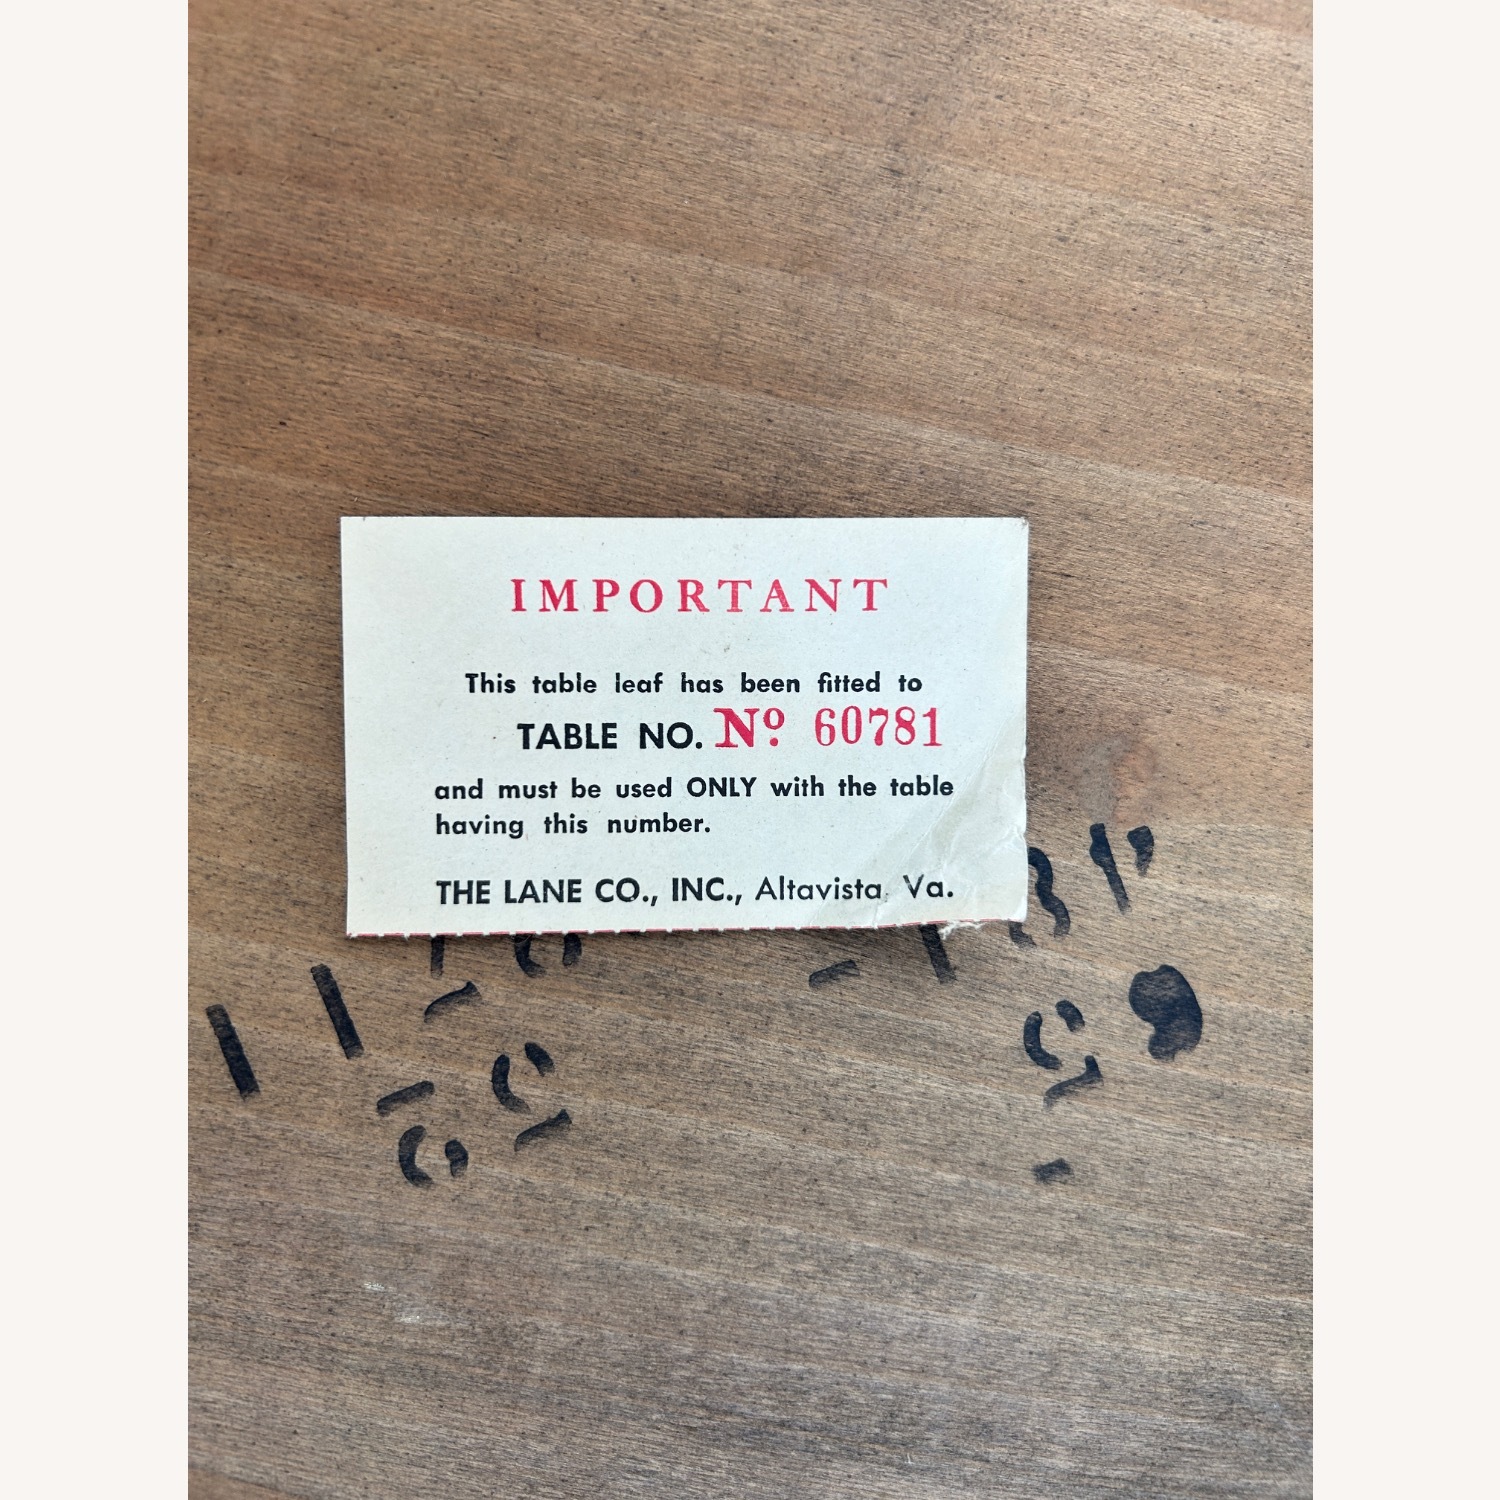 IMPORTANT
This table leaf has been fitted to
TABLE NO. Nº 60781
and must be used ONLY with the table
having this number.
THE LANE CO., INC., Altavista, Va.